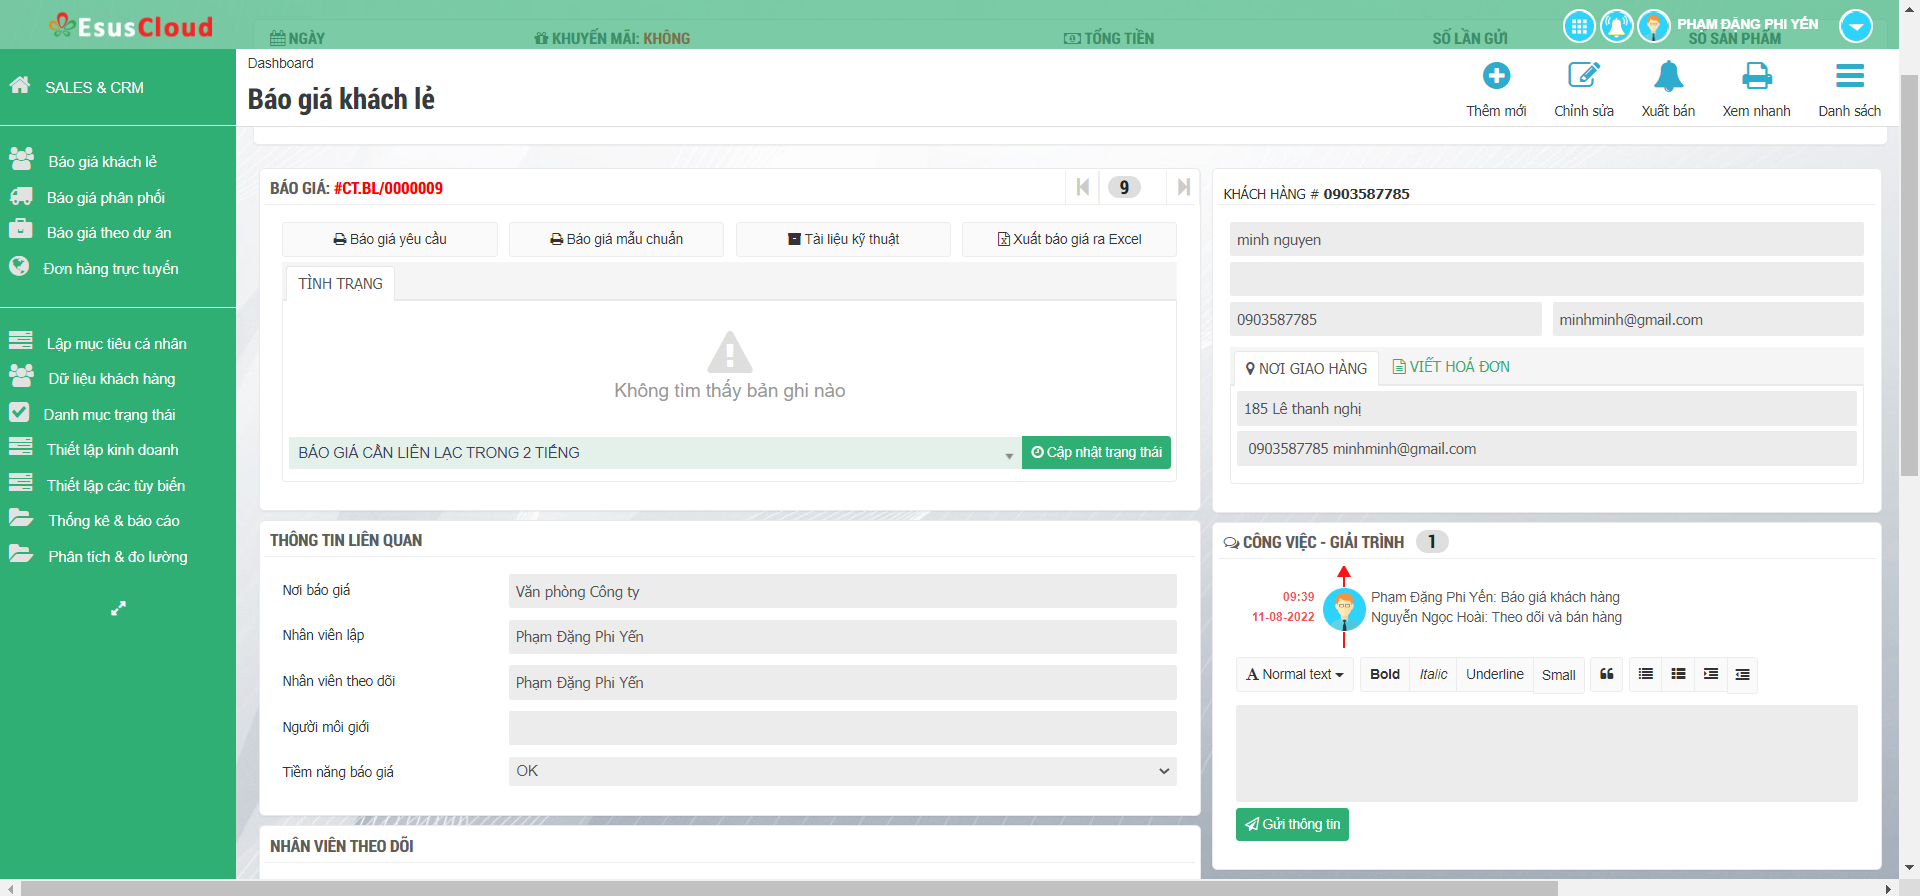 EsusCloud
NGÀY
KHUYẾN MÃI: KHÔNG
TỔNG TIỀN
SỐ LẦN GỬI
SỐ SẢN PHẨM
PHẠM ĐẶNG PHI YẾN
SALES & CRM
Báo giá khách lẻ
Báo giá phân phối
Báo giá theo dự án
Đơn hàng trực tuyến
Lập mục tiêu cá nhân
Dữ liệu khách hàng
Danh mục trạng thái
Thiết lập kinh doanh
Thiết lập các tùy biến
Thống kê & báo cáo
Phân tích & đo lường
Dashboard
Báo giá khách lẻ
Thêm mới
Chỉnh sửa
Xuất bán
Xem nhanh
Danh sách
BÁO GIÁ: #CT.BL/0000009
9
Báo giá yêu cầu
Báo giá mẫu chuẩn
Tài liệu kỹ thuật
Xuất báo giá ra Excel
TÌNH TRẠNG
Không tìm thấy bản ghi nào
BÁO GIÁ CẦN LIÊN LẠC TRONG 2 TIẾNG
Cập nhật trạng thái
THÔNG TIN LIÊN QUAN
Nơi báo giá
Văn phòng Công ty
Nhân viên lập
Phạm Đặng Phi Yến
Nhân viên theo dõi
Phạm Đặng Phi Yến
Người môi giới
Tiềm năng báo giá
OK
NHÂN VIÊN THEO DÕI
KHÁCH HÀNG # 0903587785
minh nguyen
0903587785
minhminh@gmail.com
NƠI GIAO HÀNG
VIẾT HOÁ ĐƠN
185 Lê thanh nghị
0903587785 minhminh@gmail.com
CÔNG VIỆC - GIẢI TRÌNH 1
09:39
11-08-2022
Phạm Đặng Phi Yến: Báo giá khách hàng
Nguyễn Ngọc Hoài: Theo dõi và bán hàng
Normal text
Bold
Italic
Underline
Small
Gửi thông tin